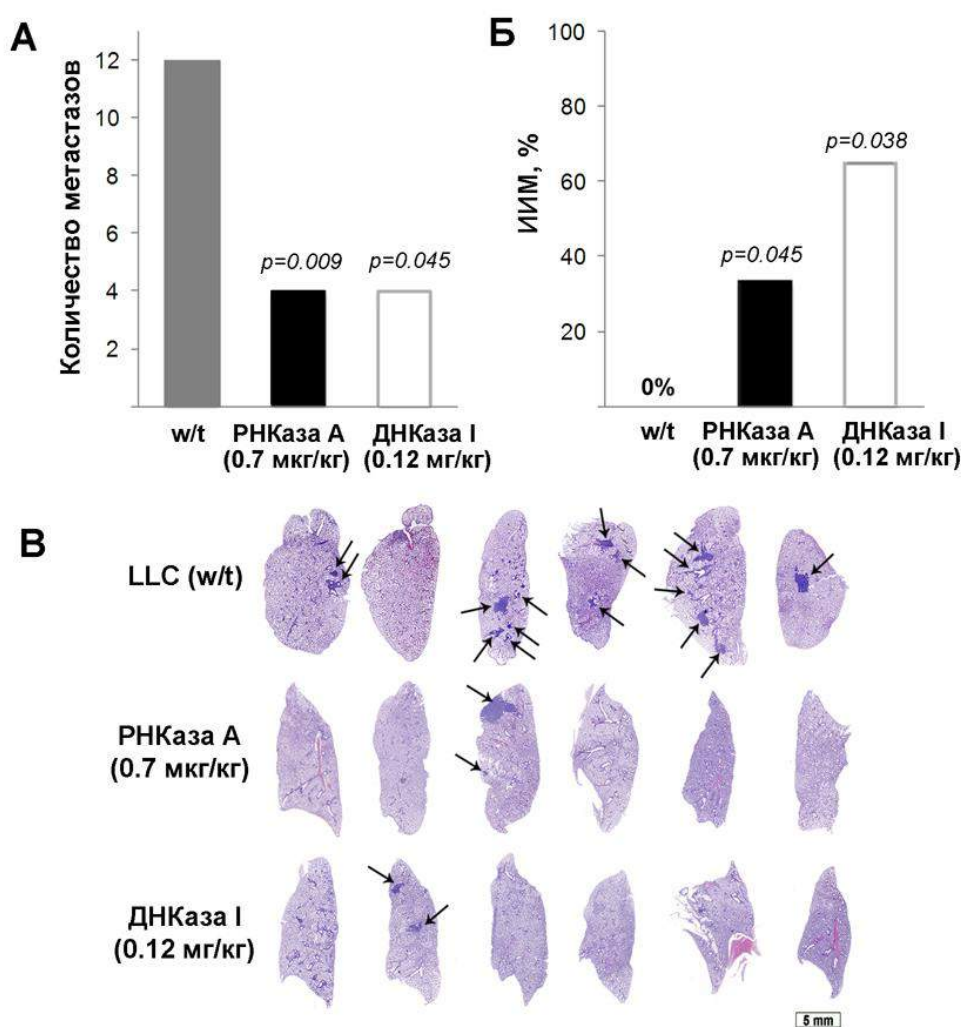 А
Количество метастазов
12
10
8
6
4
2
p=0.009
p=0.045
w/t
РНКаза А
(0.7 мкг/кг)
ДНКаза I
(0.12 мг/кг)
Б
ИИМ, %
100
80
60
40
20
0%
p=0.045
p=0.038
w/t
РНКаза А
(0.7 мкг/кг)
ДНКаза I
(0.12 мг/кг)
В
LLC (w/t)
РНКаза А
(0.7 мкг/кг)
ДНКаза I
(0.12 мг/кг)
5 mm